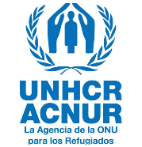 UNHCR
ACNUR
La Agencia de la ONU
para los Refugiados